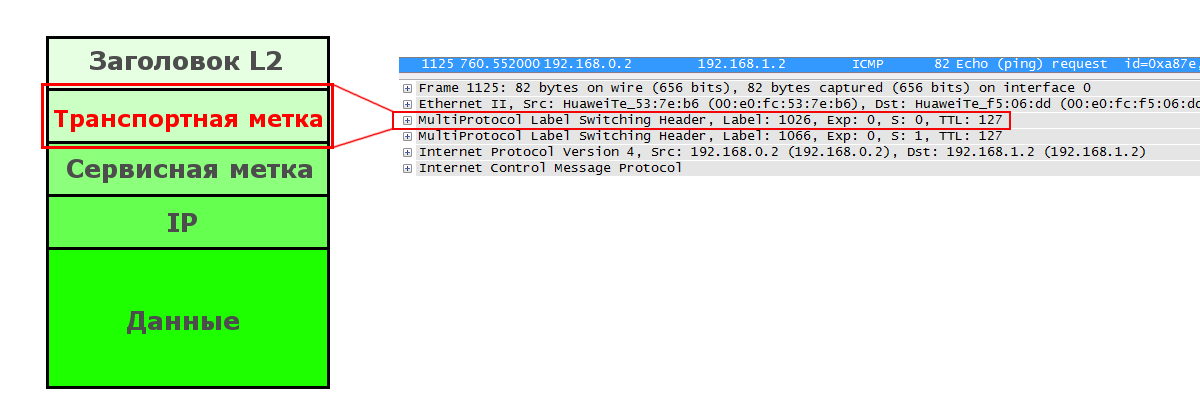 Заголовок L2
Транспортная метка
Сервисная метка
IP
Данные
1125 760.552000 192.168.0.2 192.168.1.2 ICMP 82 Echo (ping) request id=0xa87e,
Frame 1125: 82 bytes on wire (656 bits), 82 bytes captured (656 bits) on interface 0
Ethernet II, Src: HuaweiTe_53:7e:b6 (00:e0:fc:53:7e:b6), Dst: HuaweiTe_f5:06:dd (00:e0:fc:f5:06:dd
MultiProtocol Label Switching Header, Label: 1026, Exp: 0, S: 0, TTL: 127
MultiProtocol Label Switching Header, Label: 1066, Exp: 0, S: 1, TTL: 127
Internet Protocol Version 4, Src: 192.168.0.2 (192.168.0.2), Dst: 192.168.1.2 (192.168.1.2)
Internet Control Message Protocol